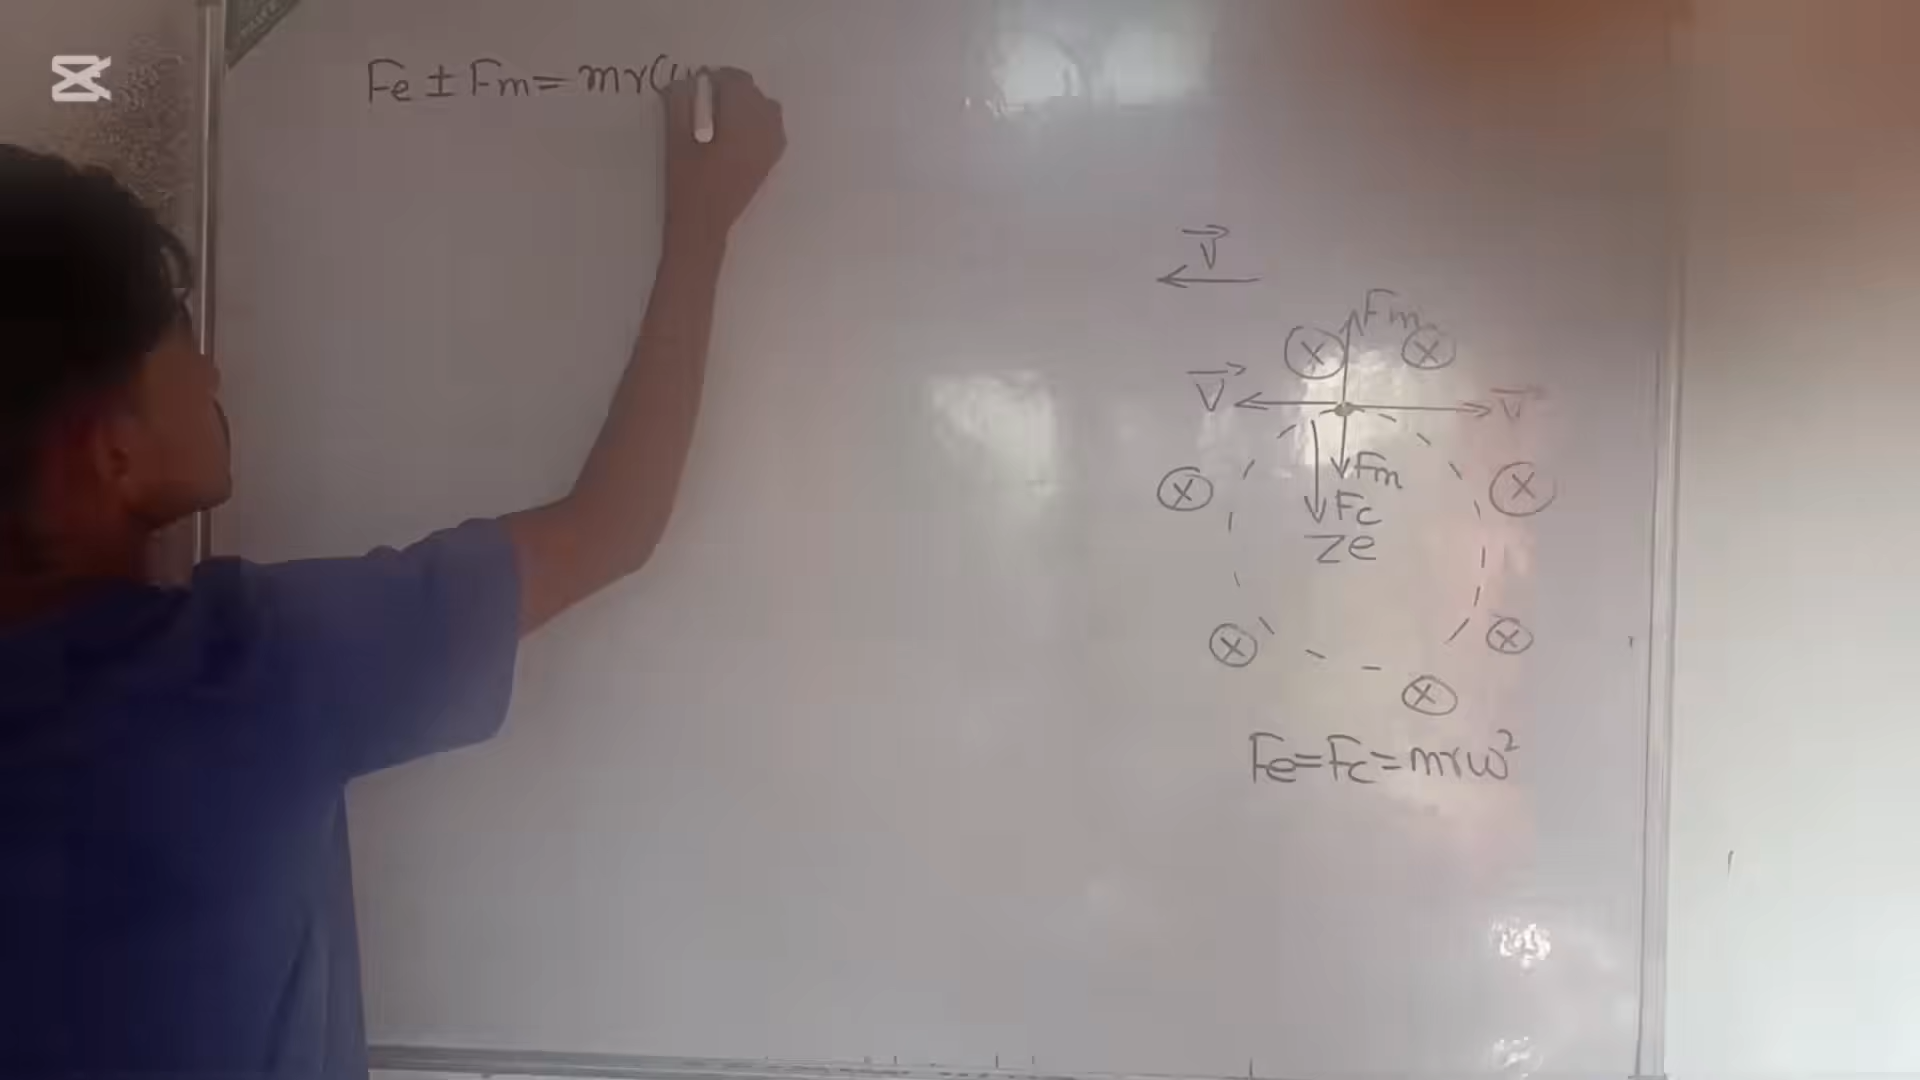 Fe ± Fm = mr(ω
V⃗
Fm
X X
V⃗ V⃗
Fm
X X
Fc
Ze
X X
X
Fe=Fc=mrω²